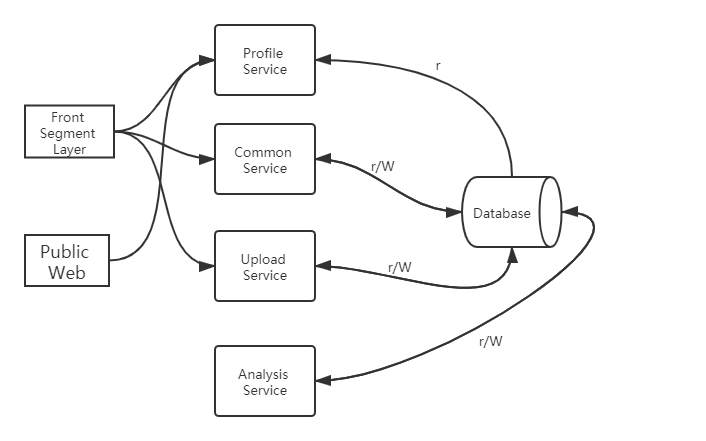 Profile
Service
r
Front
Segment
Layer
Common
Service
r/W
Database
Public
Web
Upload
Service
r/W
r/W
Analysis
Service